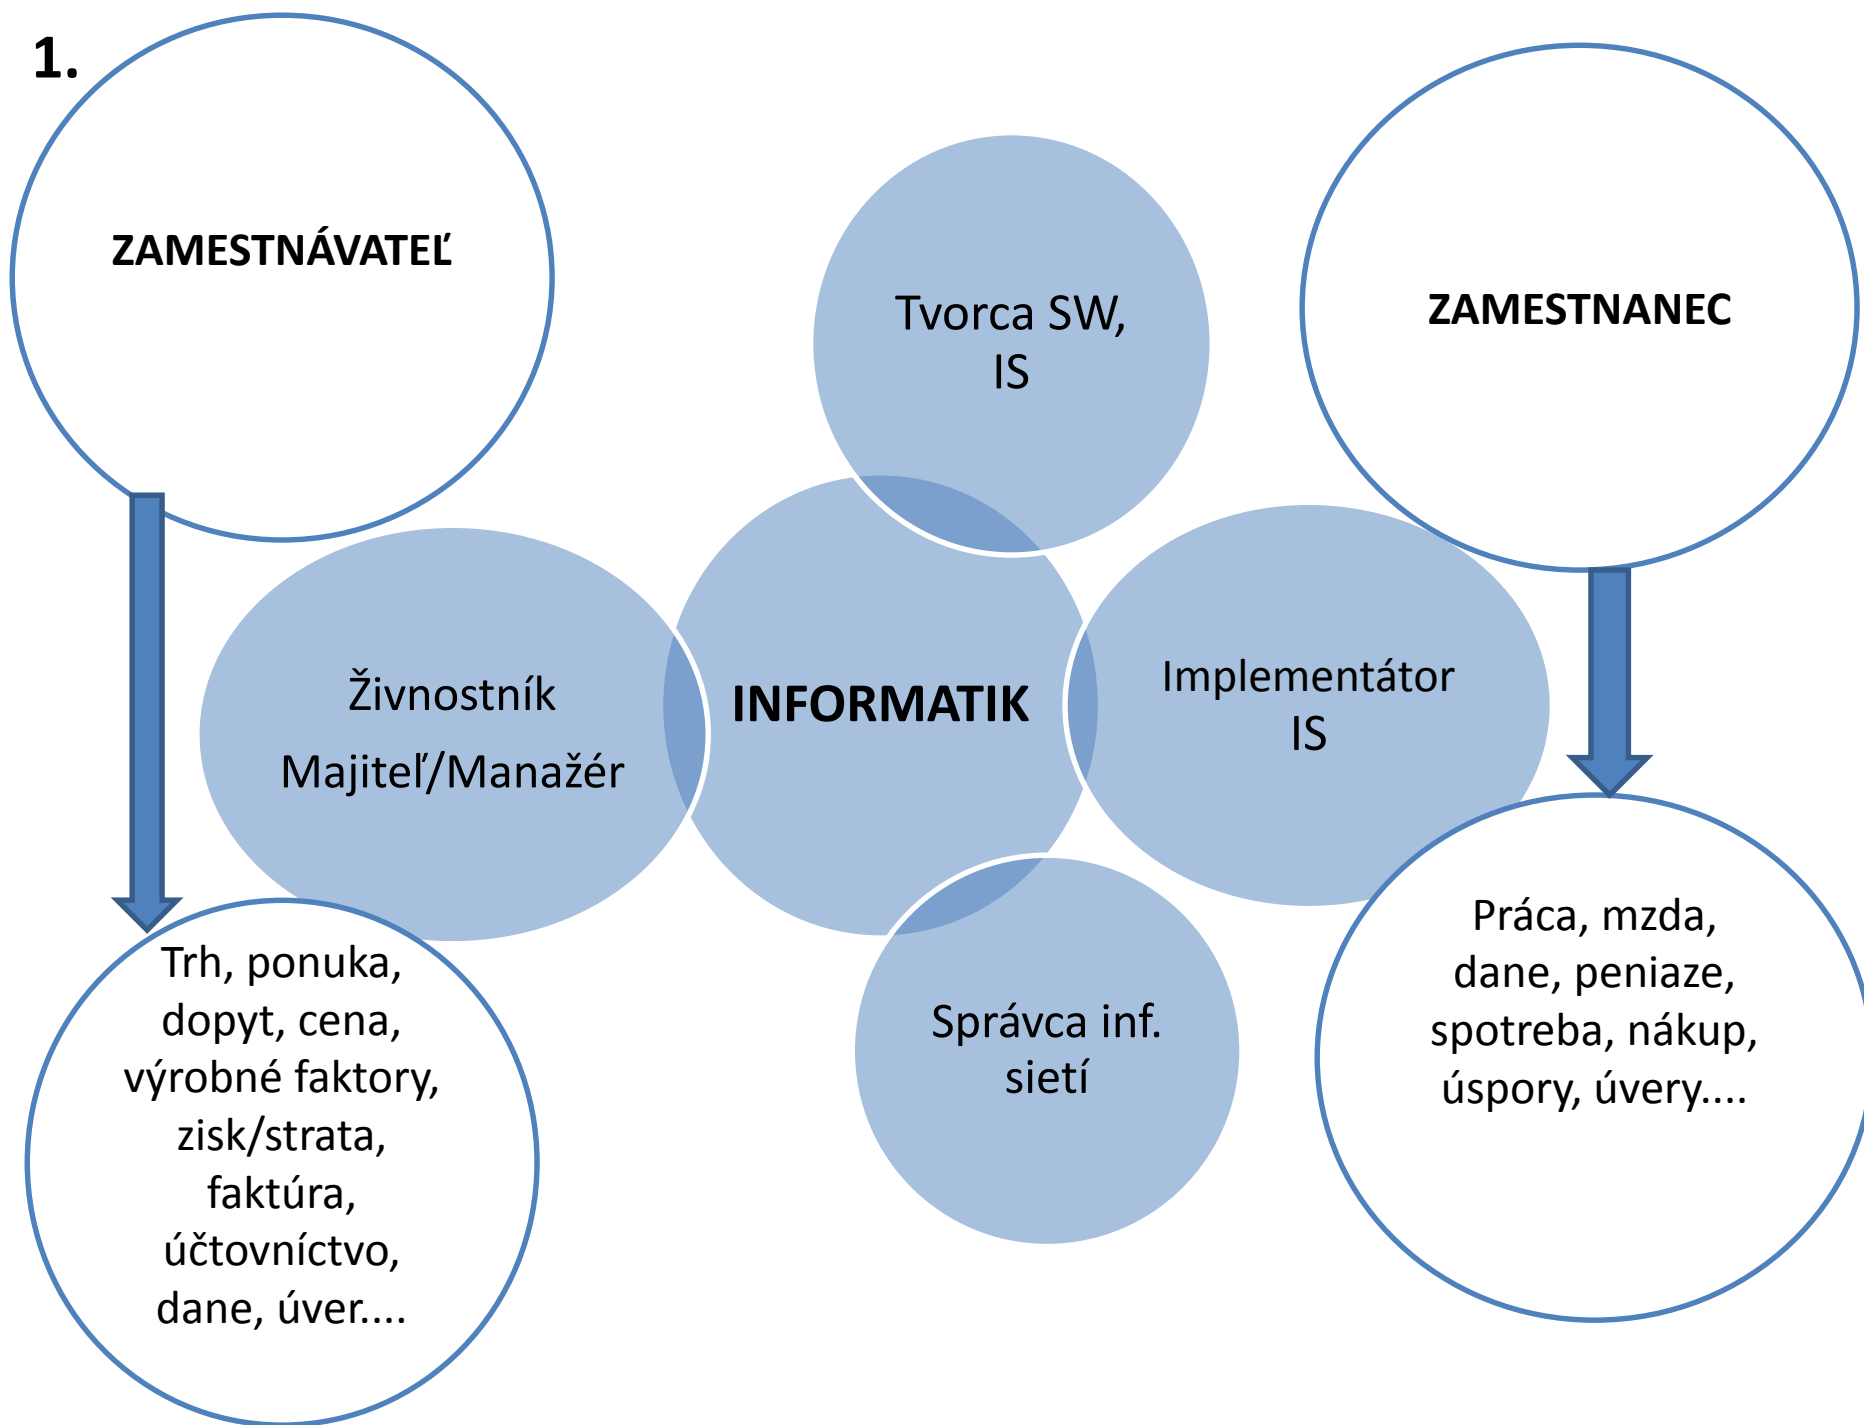 1.
ZAMESTNÁVATEĽ
Tvorca SW,
IS
ZAMESTNANEC
Živnostník
Majiteľ/Manažér
INFORMATIK
Implementátor
IS
Správca inf.
sietí
Trh, ponuka,
dopyt, cena,
výrobné faktory,
zisk/strata,
faktúra,
účtovníctvo,
dane, úver....
Práca, mzda,
dane, peniaze,
spotreba, nákup,
úspory, úvery....